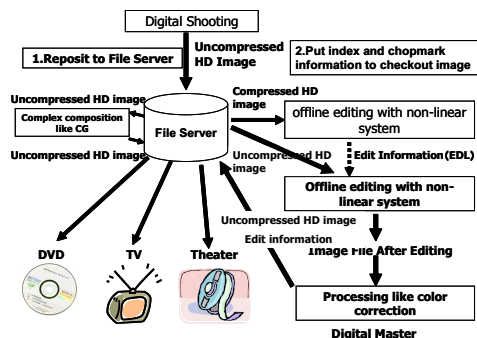 Digital Shooting
1.Reposit to File Server
Uncompressed
HD Image
2.Put index and chopmark
information to checkout image
Uncompressed HD image
Compressed HD
image
Complex composition
like CG
File Server
offline editing with non-linear
system
Uncompressed HD image
Uncompressed HD
image
Edit Information(EDL)
Offline editing with non-
linear system
Uncompressed HD image
Edit information
DVD
TV
Theater
Image File After Editing
Processing like color
correction
Digital Master